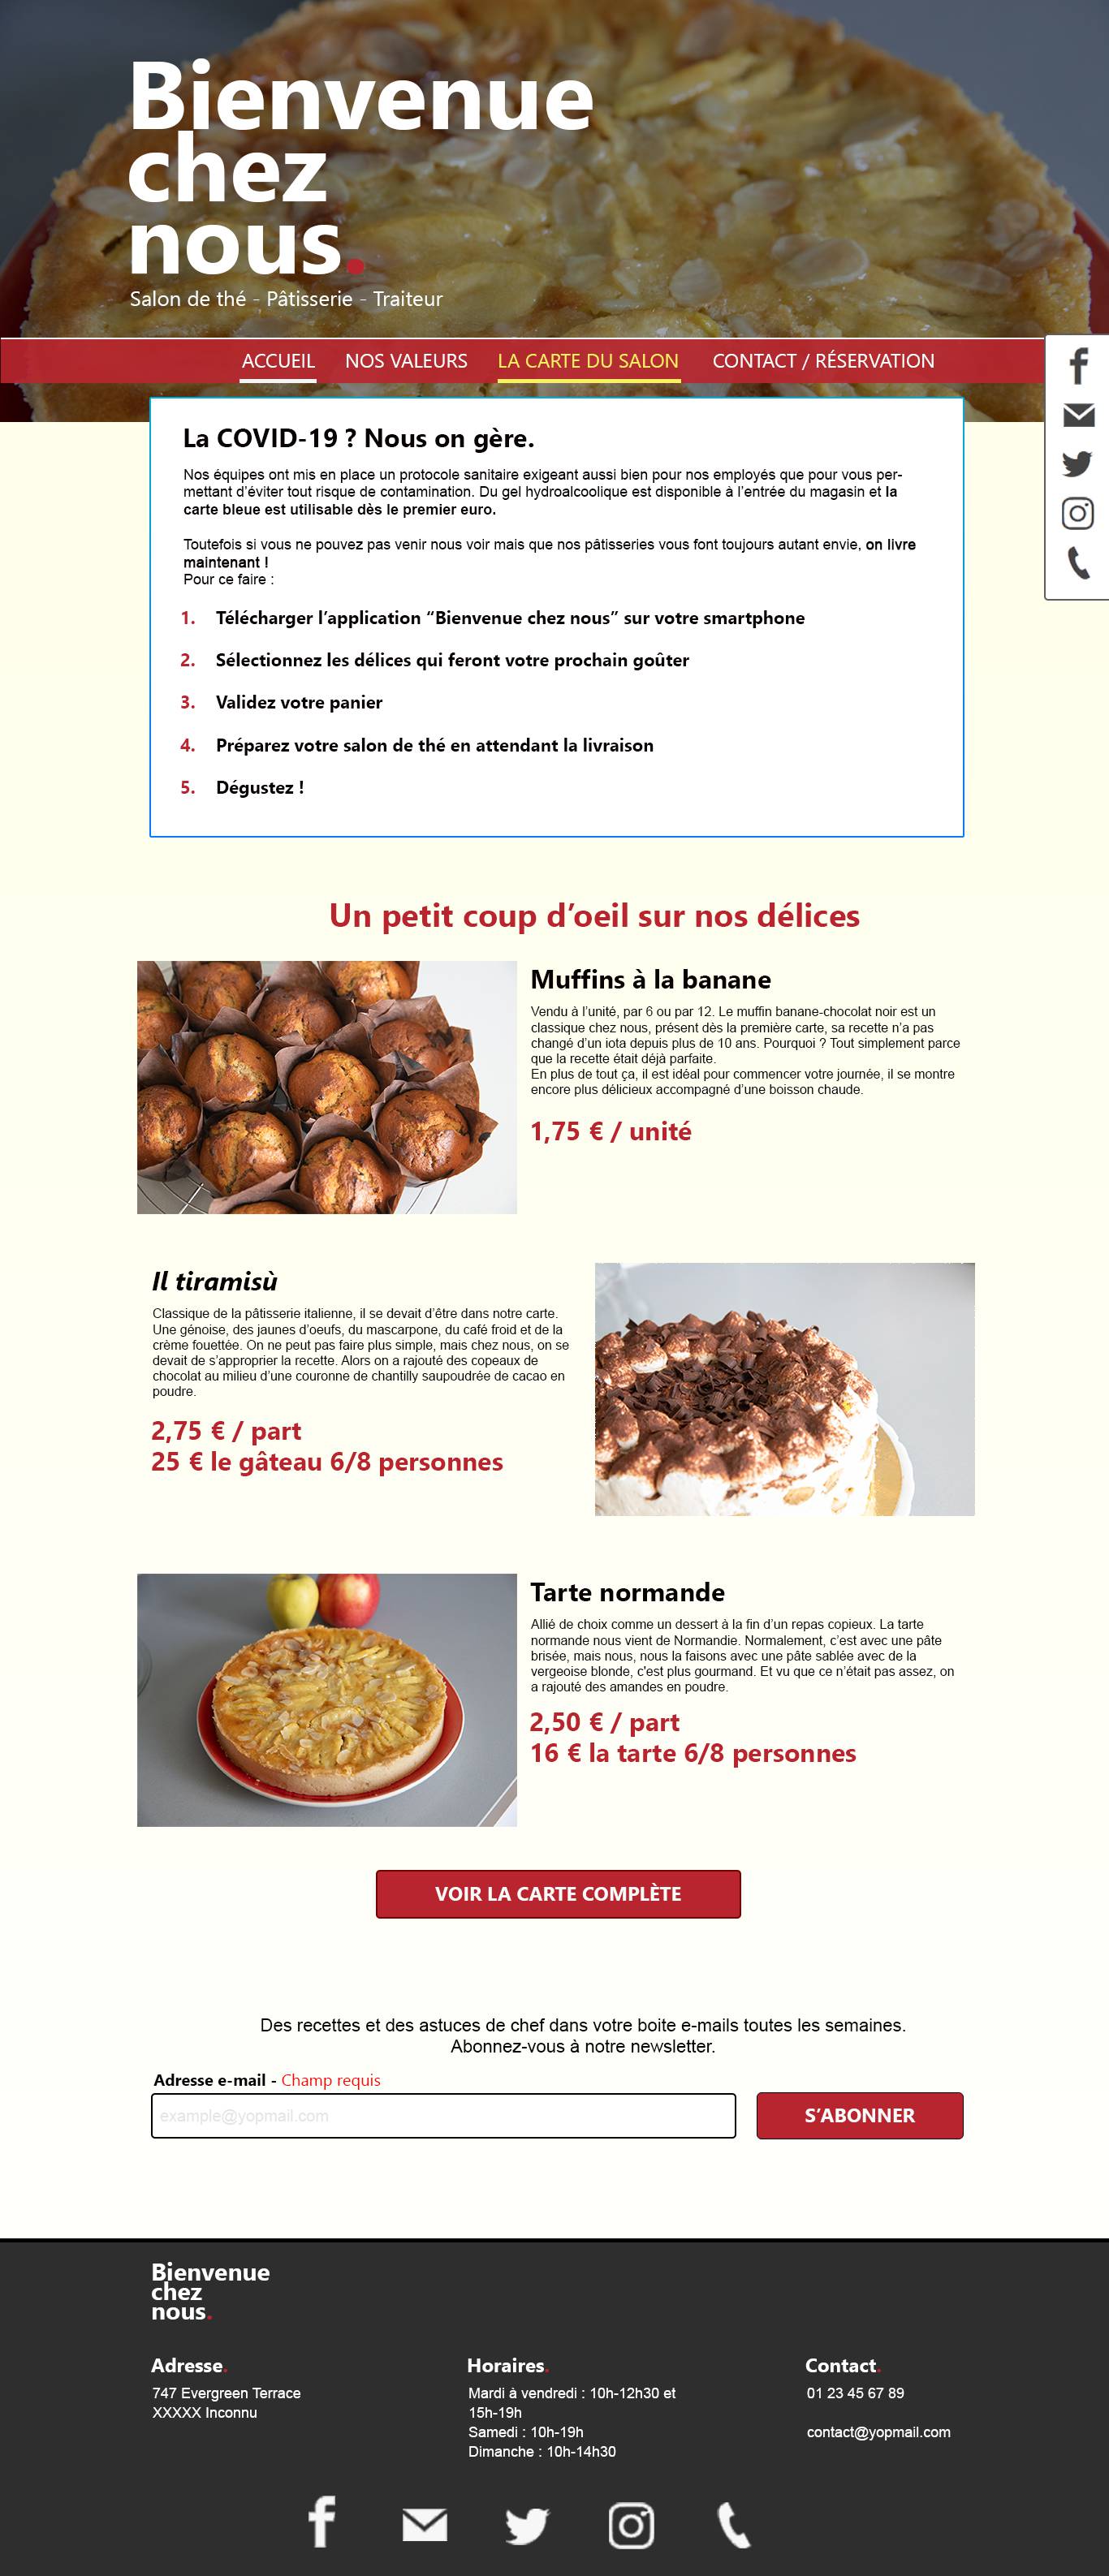 Bienvenue
chez
nous.
Salon de thé - Pâtisserie - Traiteur
ACCUEIL NOS VALEURS LA CARTE DU SALON CONTACT / RÉSERVATION
La COVID-19 ? Nous on gère.
Nos équipes ont mis en place un protocole sanitaire exigeant aussi bien pour nos employés que pour vous per-
mettant d’éviter tout risque de contamination. Du gel hydroalcoolique est disponible à l’entrée du magasin et la
carte bleue est utilisable dès le premier euro.
Toutefois si vous ne pouvez pas venir nous voir mais que nos pâtisseries vous font toujours autant envie, on livre
maintenant !
Pour ce faire :
1. Télécharger l’application “Bienvenue chez nous” sur votre smartphone
2. Sélectionnez les délices qui feront votre prochain goûter
3. Validez votre panier
4. Préparez votre salon de thé en attendant la livraison
5. Dégustez !
Un petit coup d’oeil sur nos délices
Muffins à la banane
Vendu à l’unité, par 6 ou par 12. Le muffin banane-chocolat noir est un
classique chez nous, présent dès la première carte, sa recette n’a pas
changé d’un iota depuis plus de 10 ans. Pourquoi ? Tout simplement parce
que la recette était déjà parfaite.
En plus de tout ça, il est idéal pour commencer votre journée, il se montre
encore plus délicieux accompagné d’une boisson chaude.
1,75 € / unité
Il tiramisù
Classique de la pâtisserie italienne, il se devait d’être dans notre carte.
Une génoise, des jaunes d’oeufs, du mascarpone, du café froid et de la
crème fouettée. On ne peut pas faire plus simple, mais chez nous, on se
devait de s’approprier la recette. Alors on a rajouté des copeaux de
chocolat au milieu d’une couronne de chantilly saupoudrée de cacao en
poudre.
2,75 € / part
25 € le gâteau 6/8 personnes
Tarte normande
Allié de choix comme un dessert à la fin d’un repas copieux. La tarte
normande nous vient de Normandie. Normalement, c’est avec une pâte
brisée, mais nous, nous la faisons avec une pâte sablée avec de la
vergeoise blonde, c'est plus gourmand. Et vu que ce n’était pas assez, on
a rajouté des amandes en poudre.
2,50 € / part
16 € la tarte 6/8 personnes
VOIR LA CARTE COMPLÈTE
Des recettes et des astuces de chef dans votre boite e-mails toutes les semaines.
Abonnez-vous à notre newsletter.
Adresse e-mail - Champ requis
example@yopmail.com
S’ABONNER
Bienvenue
chez
nous.
Adresse.
747 Evergreen Terrace
XXXXX Inconnu
Horaires.
Mardi à vendredi : 10h-12h30 et
15h-19h
Samedi : 10h-19h
Dimanche : 10h-14h30
Contact.
01 23 45 67 89
contact@yopmail.com